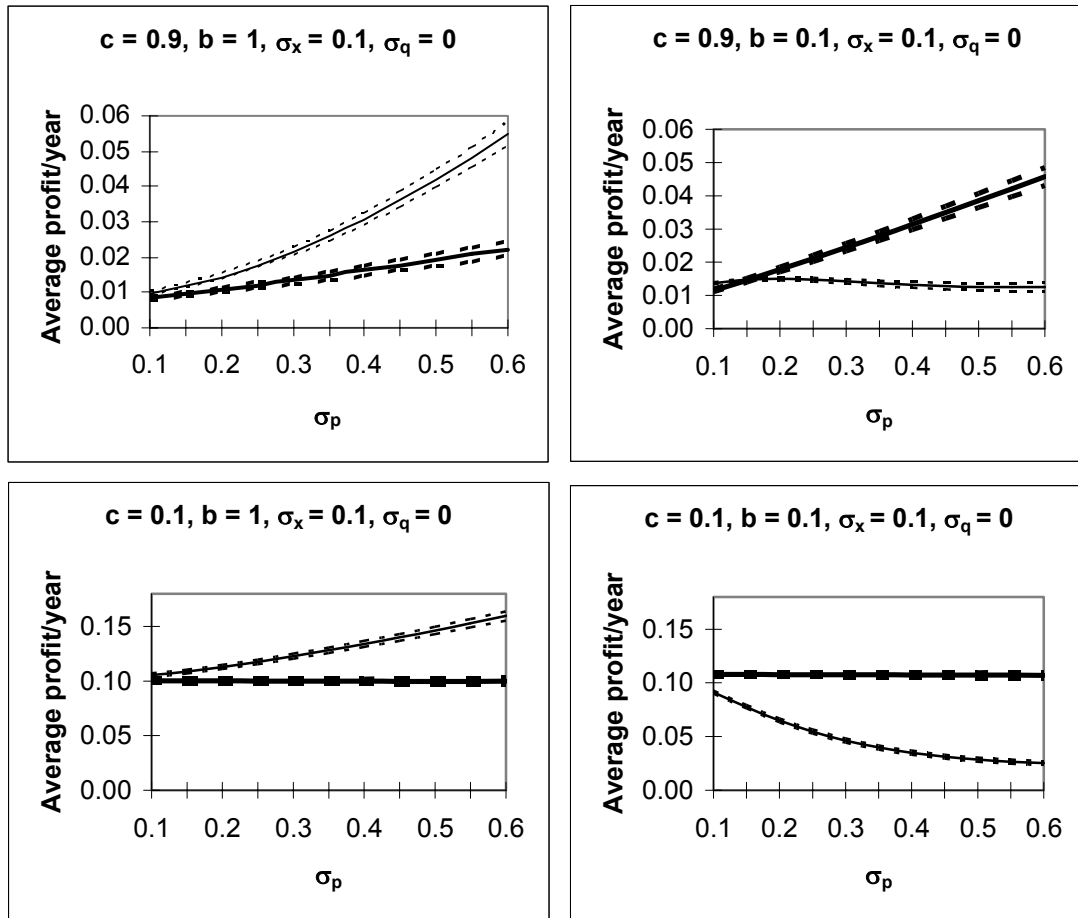 c = 0.9, b = 1, σx = 0.1, σq = 0
Average profit/year
0.06
0.05
0.04
0.03
0.02
0.01
0.00
0.1 0.2 0.3 0.4 0.5 0.6
σp
c = 0.9, b = 0.1, σx = 0.1, σq = 0
Average profit/year
0.06
0.05
0.04
0.03
0.02
0.01
0.00
0.1 0.2 0.3 0.4 0.5 0.6
σp
c = 0.1, b = 1, σx = 0.1, σq = 0
Average profit/year
0.15
0.10
0.05
0.00
0.1 0.2 0.3 0.4 0.5 0.6
σp
c = 0.1, b = 0.1, σx = 0.1, σq = 0
Average profit/year
0.15
0.10
0.05
0.00
0.1 0.2 0.3 0.4 0.5 0.6
σp